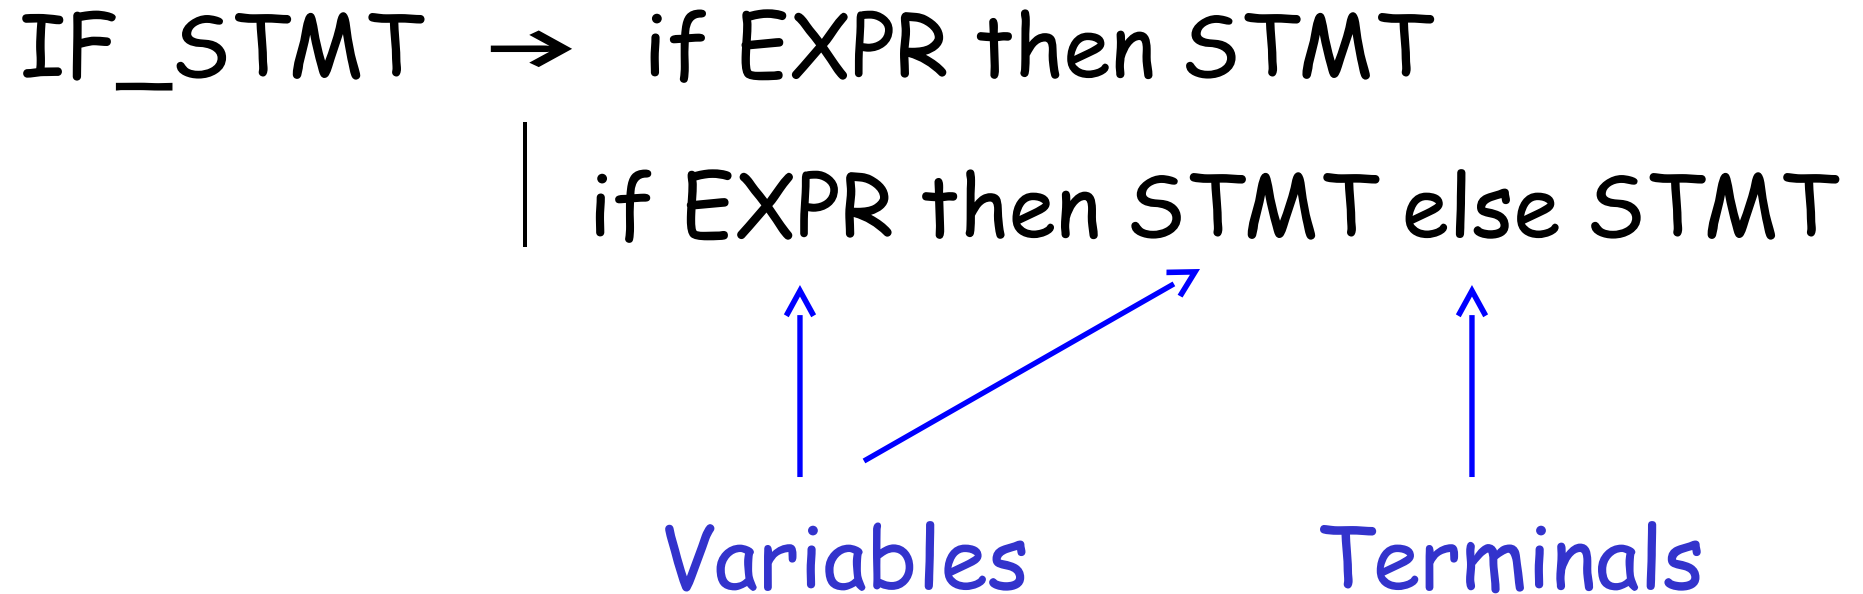 IF_STMT → if EXPR then STMT
| if EXPR then STMT else STMT
Variables Terminals